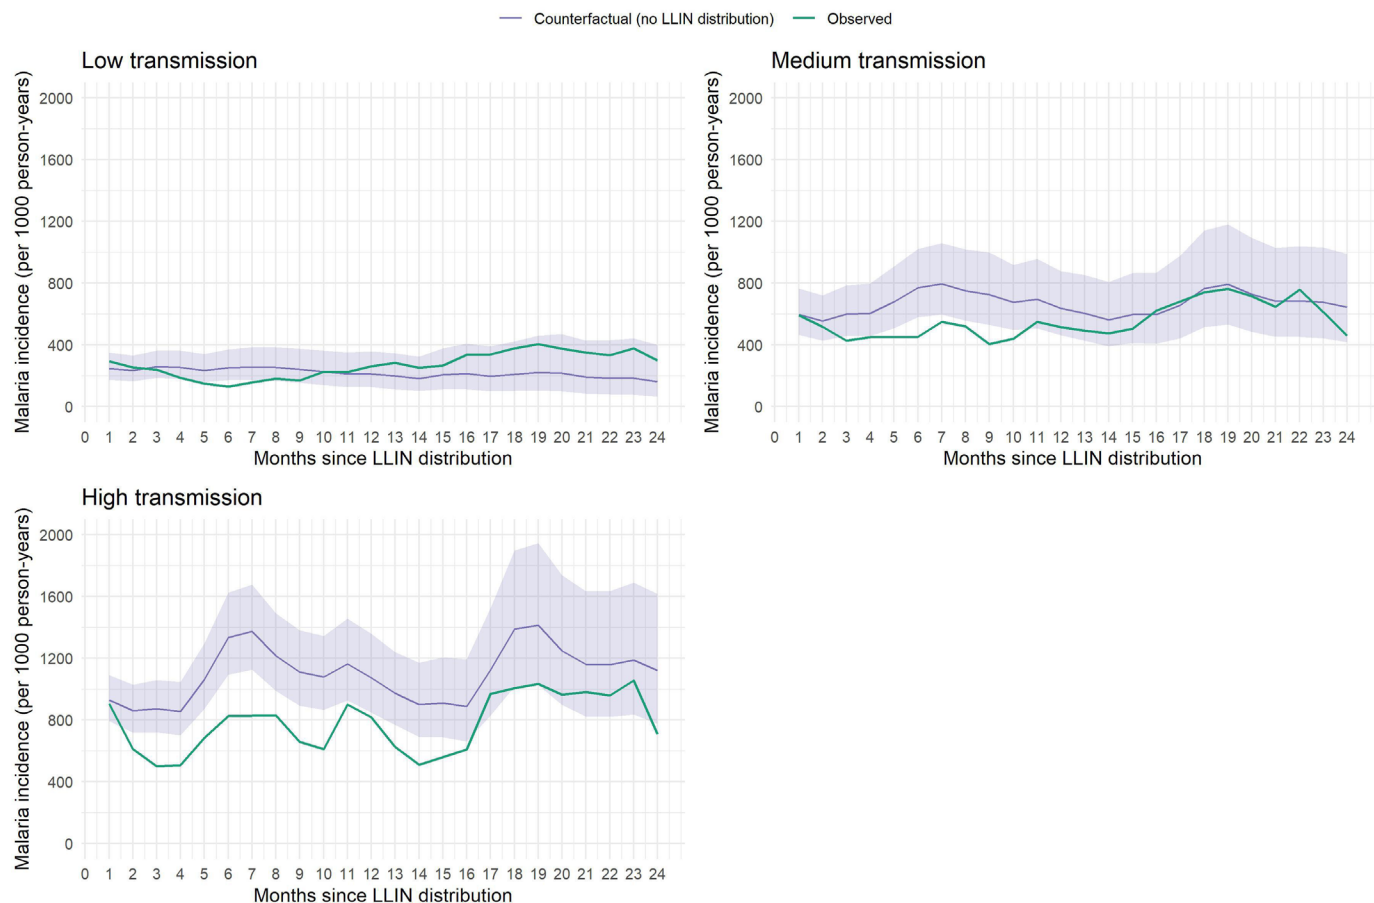 Counterfactual (no LLIN distribution) Observed
Low transmission
Malaria incidence (per 1000 person-years)
2000
1600
1200
800
400
0
0 1 2 3 4 5 6 7 8 9 10 11 12 13 14 15 16 17 18 19 20 21 22 23 24
Months since LLIN distribution
Medium transmission
Malaria incidence (per 1000 person-years)
2000
1600
1200
800
400
0
0 1 2 3 4 5 6 7 8 9 10 11 12 13 14 15 16 17 18 19 20 21 22 23 24
Months since LLIN distribution
High transmission
Malaria incidence (per 1000 person-years)
2000
1600
1200
800
400
0
0 1 2 3 4 5 6 7 8 9 10 11 12 13 14 15 16 17 18 19 20 21 22 23 24
Months since LLIN distribution